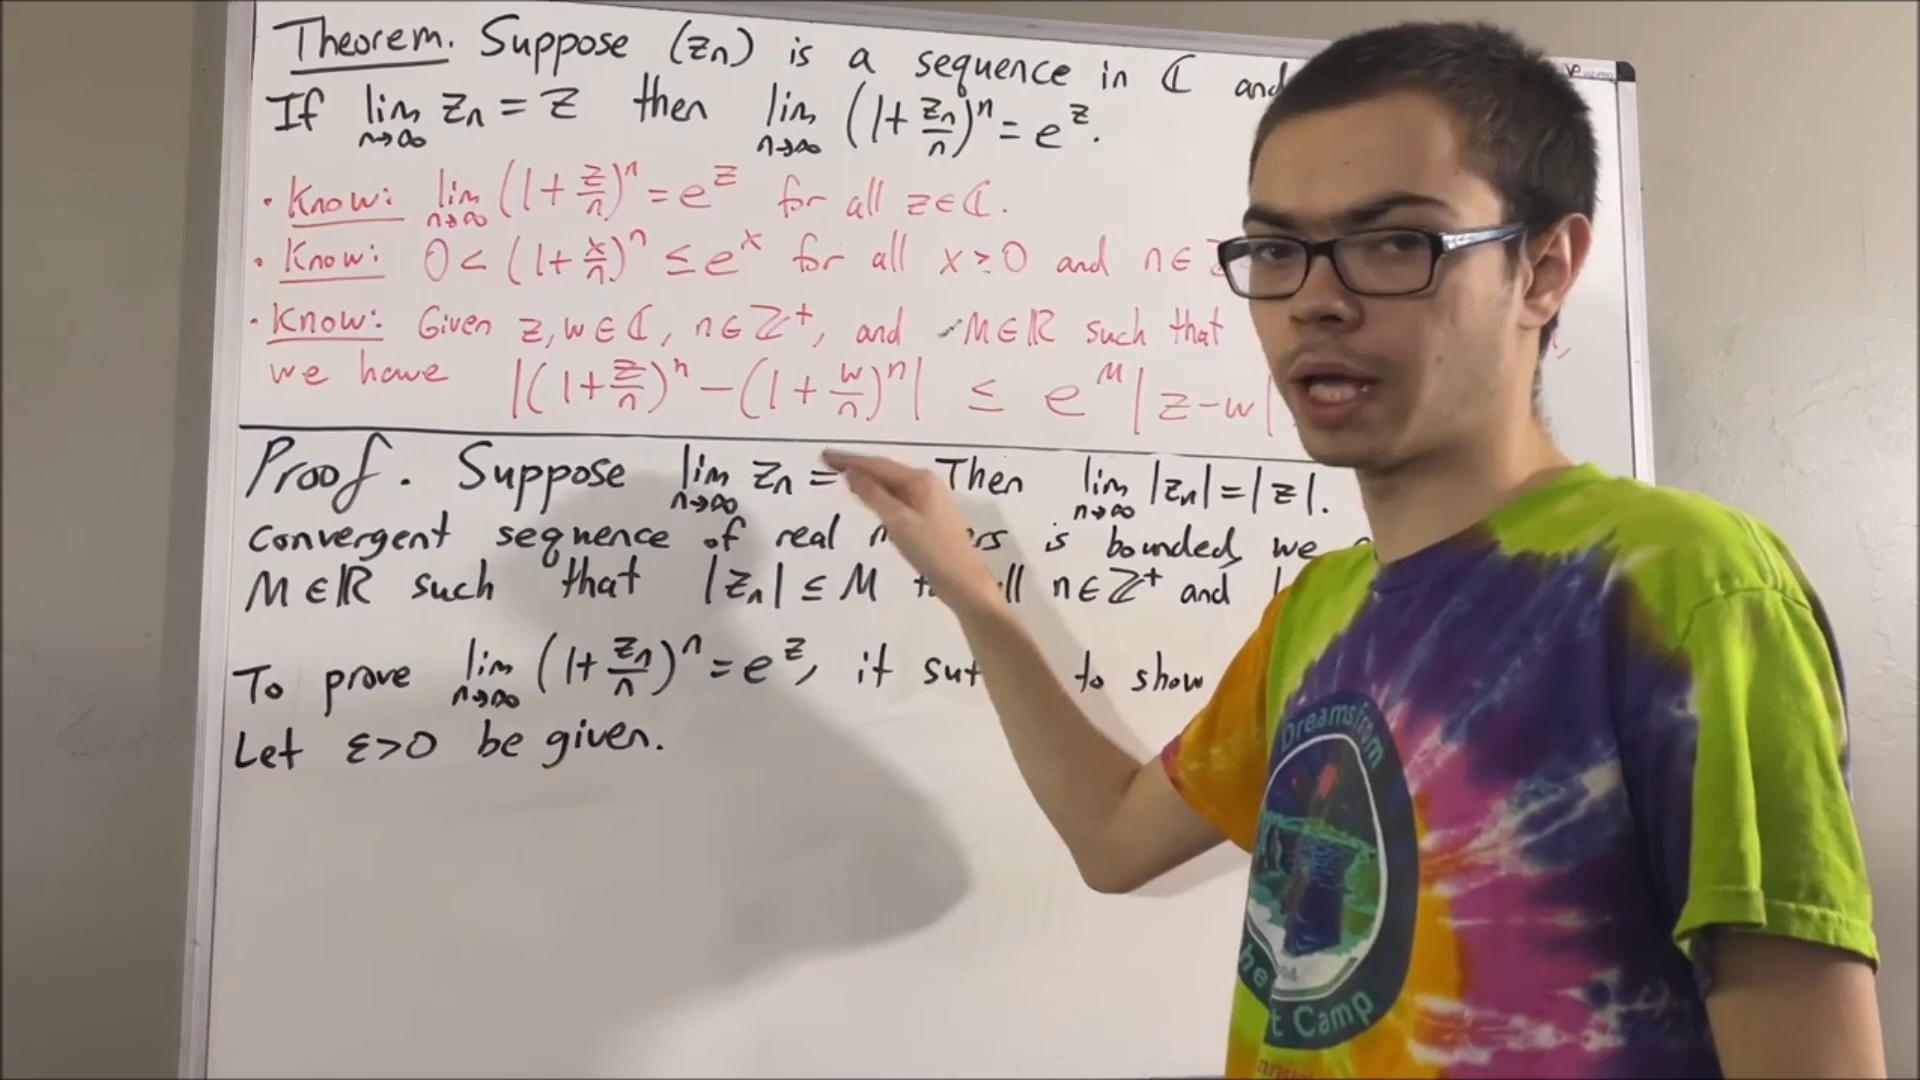 Theorem. Suppose (zn) is a sequence in ℂ and
If lim n→∞ zn = z then lim n→∞ (1+zn/n)^n = e^z.
• Know: lim n→∞ (1+z/n)^n = e^z for all z∈ℂ.
• Know: 0 < (1+x/n)^n ≤ e^x for all x≥0 and n∈
• Know: Given z,w∈ℂ, n∈ℤ⁺, and M∈ℝ such that
we have |(1+z/n)^n − (1+w/n)^n| ≤ e^M |z−w|
Proof. Suppose lim n→∞ zn = Then lim n→∞ |zn|=|z|.
convergent sequence of real is bounded, we
M∈ℝ such that |zn| ≤ M n∈ℤ⁺ and
To prove lim n→∞ (1+zn/n)^n = e^z, it to show
Let ε>0 be given.
Dreams from
Camp